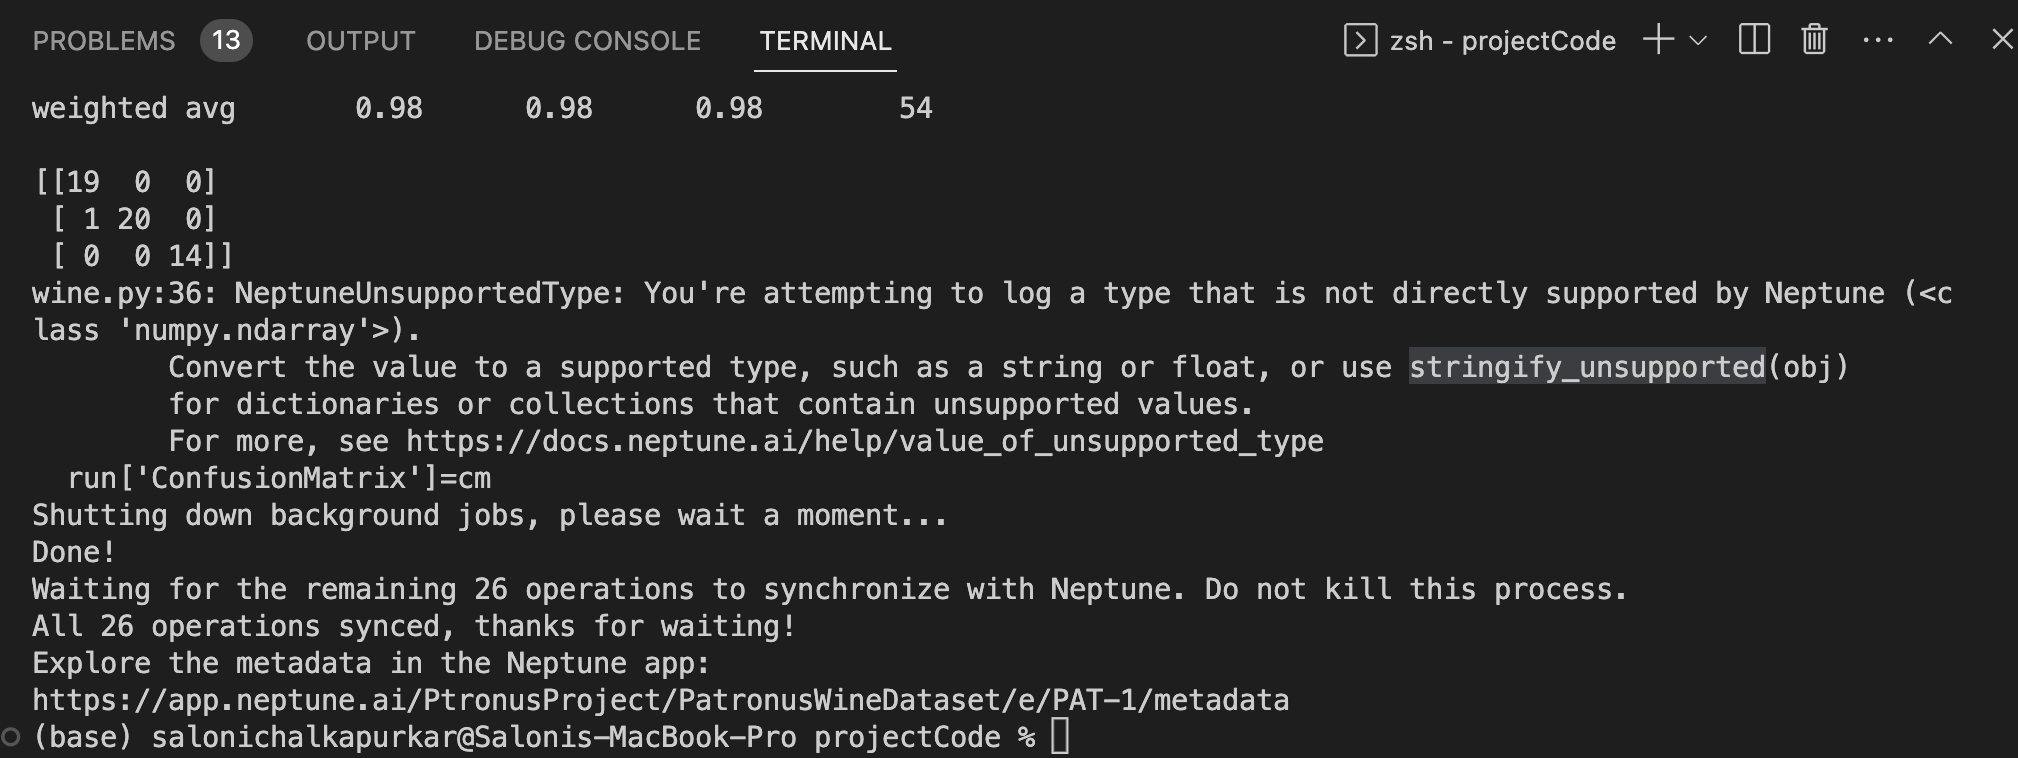 PROBLEMS 13 OUTPUT DEBUG CONSOLE TERMINAL zsh - projectCode
weighted avg 0.98 0.98 0.98 54
[[19 0 0]
[ 1 20 0]
[ 0 0 14]]
wine.py:36: NeptuneUnsupportedType: You're attempting to log a type that is not directly supported by Neptune (<c
lass 'numpy.ndarray'>).
Convert the value to a supported type, such as a string or float, or use stringify_unsupported(obj)
for dictionaries or collections that contain unsupported values.
For more, see https://docs.neptune.ai/help/value_of_unsupported_type
run['ConfusionMatrix']=cm
Shutting down background jobs, please wait a moment...
Done!
Waiting for the remaining 26 operations to synchronize with Neptune. Do not kill this process.
All 26 operations synced, thanks for waiting!
Explore the metadata in the Neptune app:
https://app.neptune.ai/PtronusProject/PatronusWineDataset/e/PAT-1/metadata
(base) salonichalkapurkar@Salonis-MacBook-Pro projectCode %